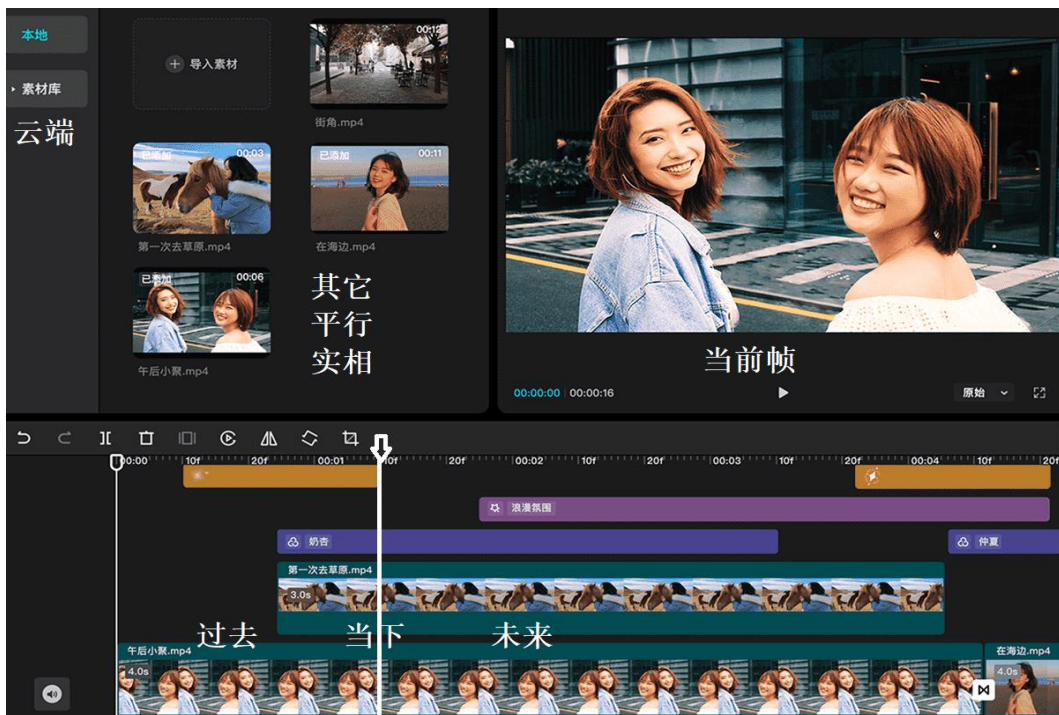 本地
素材库
云端
导入素材
00:12
街角.mp4
已添加
00:03
第一次去草原.mp4
已添加
00:11
在海边.mp4
已添加
00:06
午后小聚.mp4
其它
平行
实相
当前帧
00:00:00
00:00:16
原始
00:00
10f
20f
00:01
10f
20f
00:02
10f
20f
00:03
10f
20f
00:04
10f
20f
浪漫氛围
奶杏
仲夏
第一次去草原.mp4
3.0s
过去
当下
未来
午后小聚.mp4
4.0s
在海边.mp4
4.0s